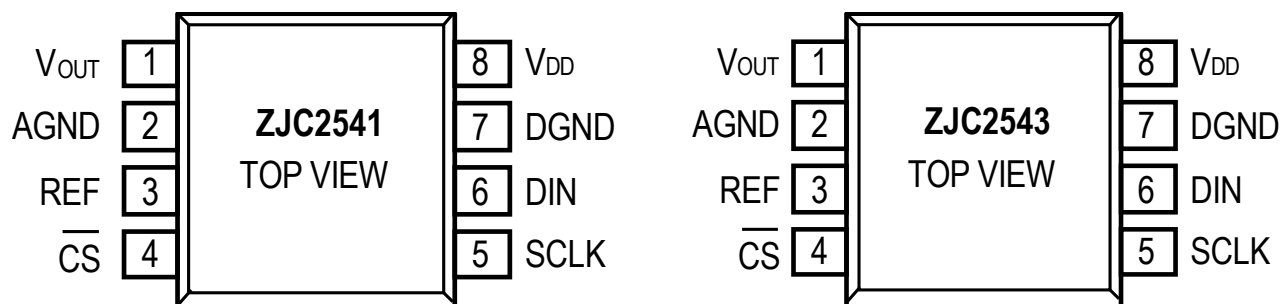 VOUT 1 ZJC2541 8 VDD
AGND 2 TOP VIEW 7 DGND
REF 3 6 DIN
CS 4 5 SCLK
VOUT 1 ZJC2543 8 VDD
AGND 2 TOP VIEW 7 DGND
REF 3 6 DIN
CS 4 5 SCLK